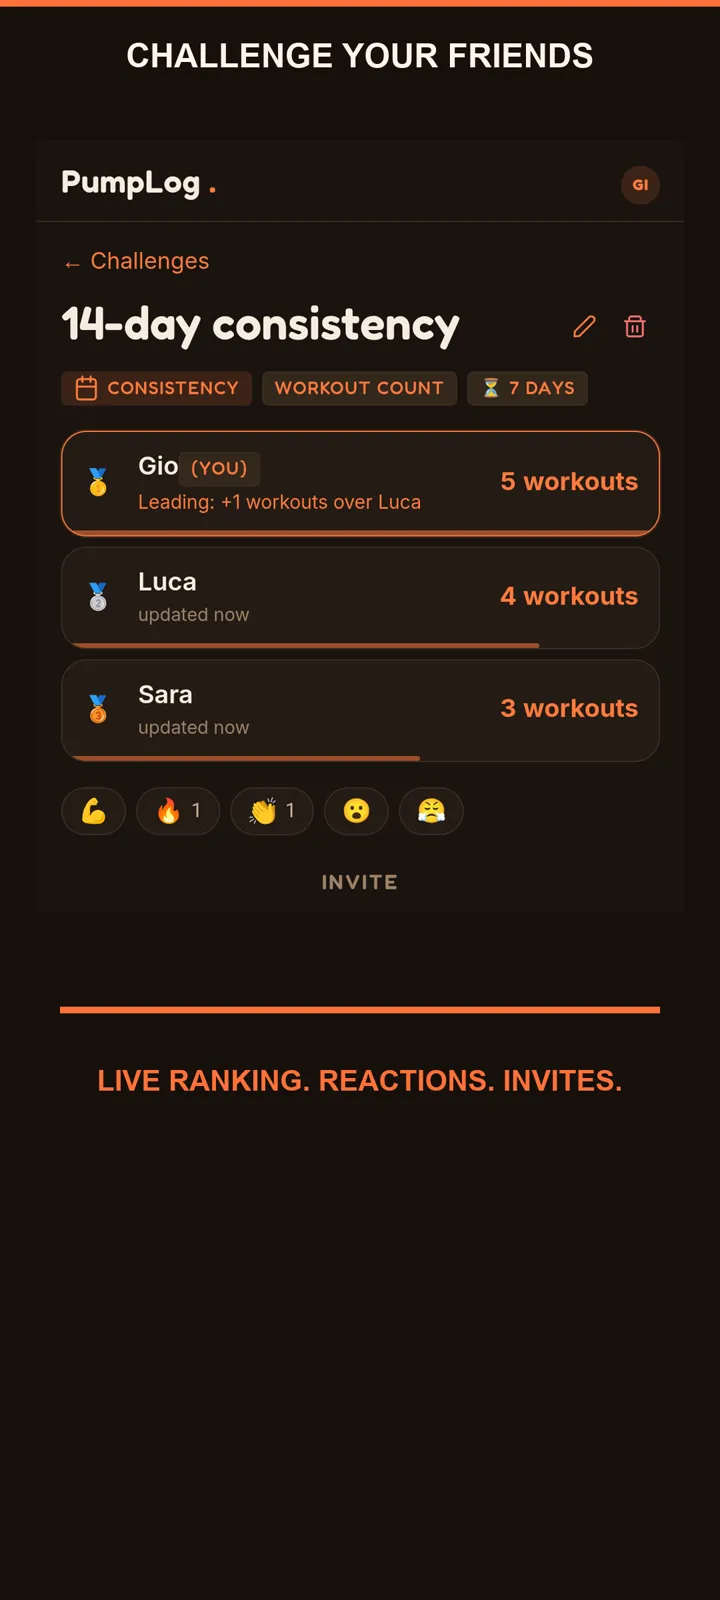 CHALLENGE YOUR FRIENDS
PumpLog .
GI
← Challenges
14-day consistency
CONSISTENCY
WORKOUT COUNT
⏳ 7 DAYS
🥇 Gio (YOU)
Leading: +1 workouts over Luca
5 workouts
🥈 Luca
updated now
4 workouts
🥉 Sara
updated now
3 workouts
💪 🔥 1 👏 1 😮 😤
INVITE
LIVE RANKING. REACTIONS. INVITES.